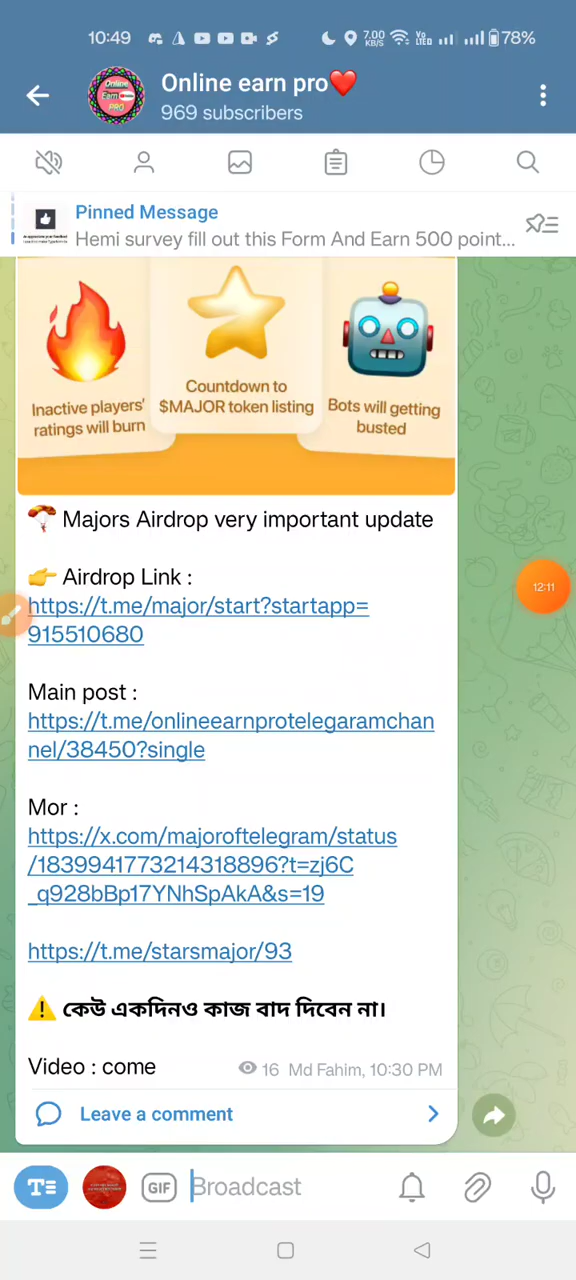 10:49
7.00
KB/S
VoLTE
78%
Online earn pro❤️
969 subscribers
Pinned Message
Hemi survey fill out this Form And Earn 500 point...
Inactive players'
ratings will burn
Countdown to
$MAJOR token listing
Bots will getting
busted
Majors Airdrop very important update
12:11
👉 Airdrop Link :
https://t.me/major/start?startapp=
915510680
Main post :
https://t.me/onlineearnprotelegaramchan
nel/38450?single
Mor :
https://x.com/majoroftelegram/status
/1839941773214318896?t=zj6C
_q928bBp17YNhSpAkA&s=19
https://t.me/starsmajor/93
⚠️ কেউ একদিনও কাজ বাদ দিবেন না।
Video : come
16 Md Fahim, 10:30 PM
Leave a comment
GIF
Broadcast